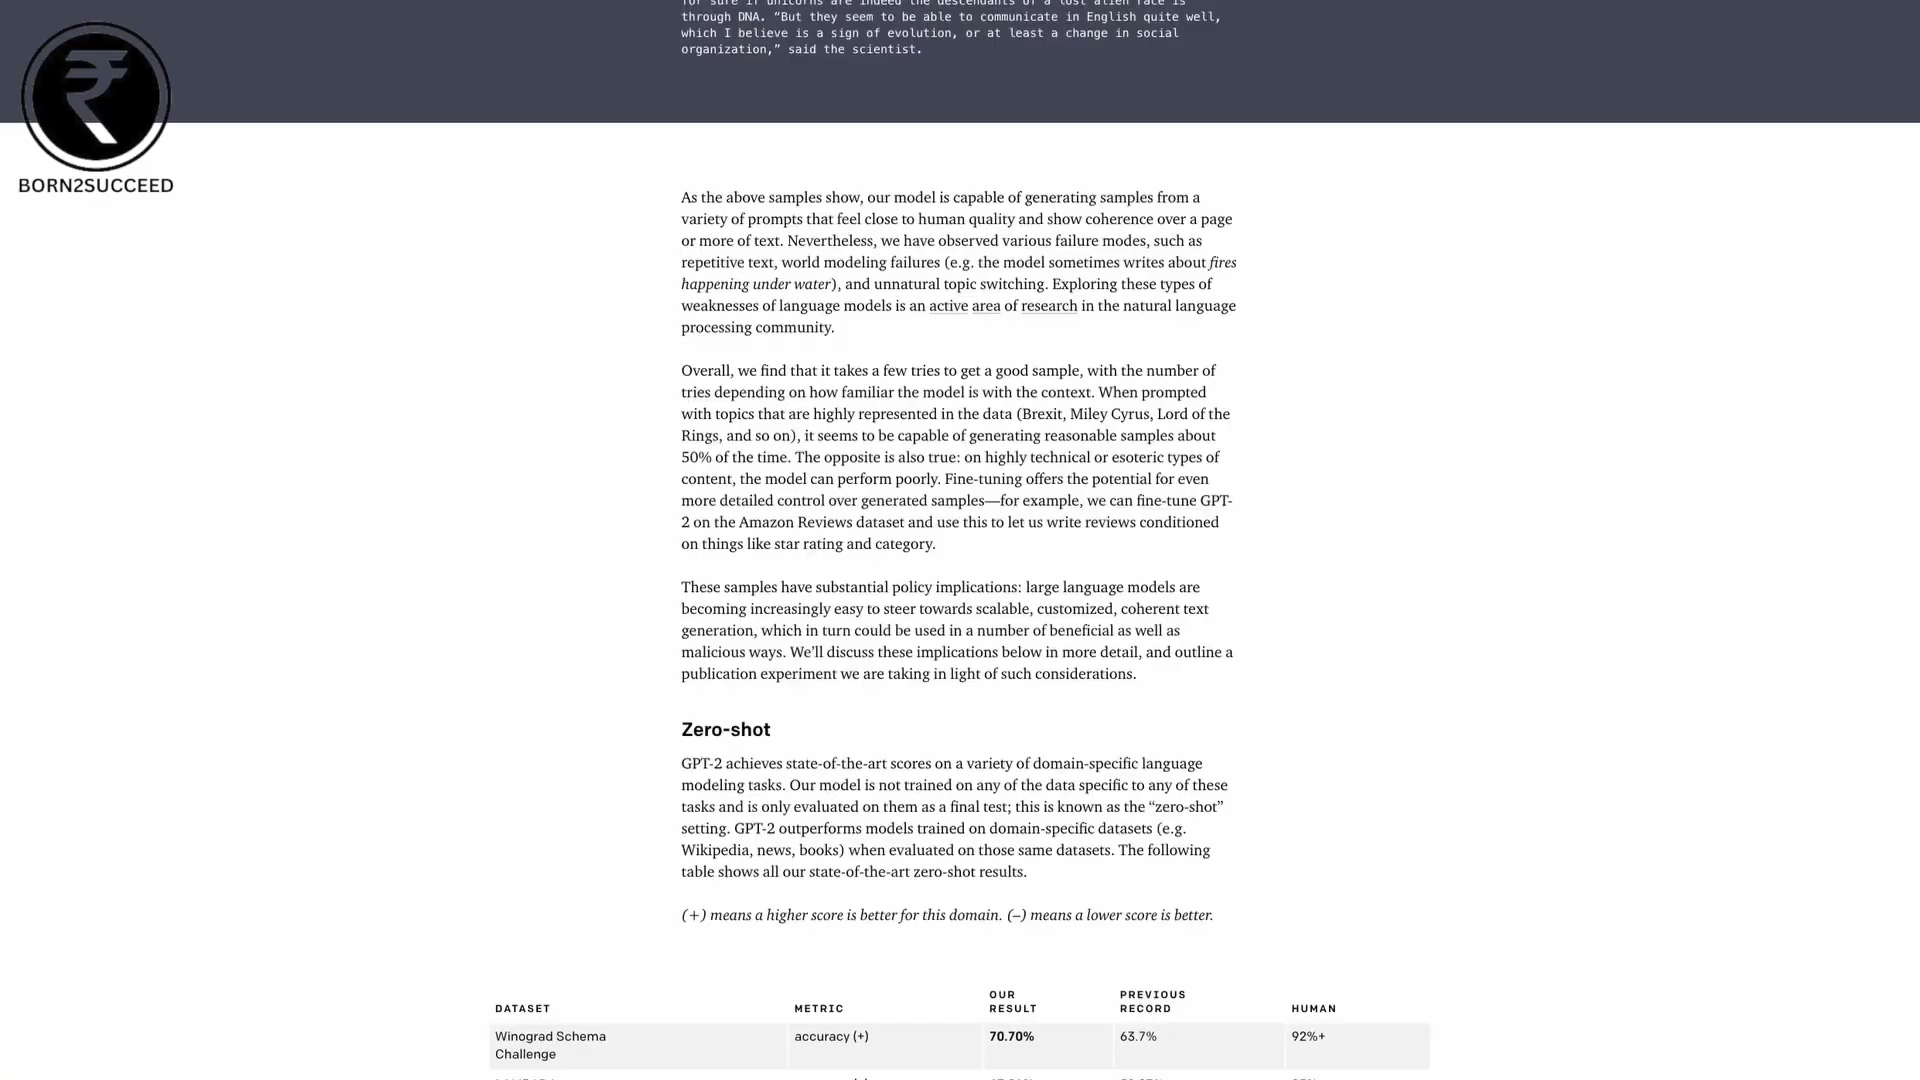 for sure if unicorns are indeed the descendants of a lost alien race is
through DNA. “But they seem to be able to communicate in English quite well,
which I believe is a sign of evolution, or at least a change in social
organization,” said the scientist.
BORN2SUCCEED
As the above samples show, our model is capable of generating samples from a
variety of prompts that feel close to human quality and show coherence over a page
or more of text. Nevertheless, we have observed various failure modes, such as
repetitive text, world modeling failures (e.g. the model sometimes writes about fires
happening under water), and unnatural topic switching. Exploring these types of
weaknesses of language models is an active area of research in the natural language
processing community.
Overall, we find that it takes a few tries to get a good sample, with the number of
tries depending on how familiar the model is with the context. When prompted
with topics that are highly represented in the data (Brexit, Miley Cyrus, Lord of the
Rings, and so on), it seems to be capable of generating reasonable samples about
50% of the time. The opposite is also true: on highly technical or esoteric types of
content, the model can perform poorly. Fine-tuning offers the potential for even
more detailed control over generated samples—for example, we can fine-tune GPT-
2 on the Amazon Reviews dataset and use this to let us write reviews conditioned
on things like star rating and category.
These samples have substantial policy implications: large language models are
becoming increasingly easy to steer towards scalable, customized, coherent text
generation, which in turn could be used in a number of beneficial as well as
malicious ways. We’ll discuss these implications below in more detail, and outline a
publication experiment we are taking in light of such considerations.
Zero-shot
GPT-2 achieves state-of-the-art scores on a variety of domain-specific language
modeling tasks. Our model is not trained on any of the data specific to any of these
tasks and is only evaluated on them as a final test; this is known as the “zero-shot”
setting. GPT-2 outperforms models trained on domain-specific datasets (e.g.
Wikipedia, news, books) when evaluated on those same datasets. The following
table shows all our state-of-the-art zero-shot results.
(+) means a higher score is better for this domain. (–) means a lower score is better.
DATASET METRIC OUR RESULT PREVIOUS RECORD HUMAN
Winograd Schema Challenge accuracy (+) 70.70% 63.7% 92%+